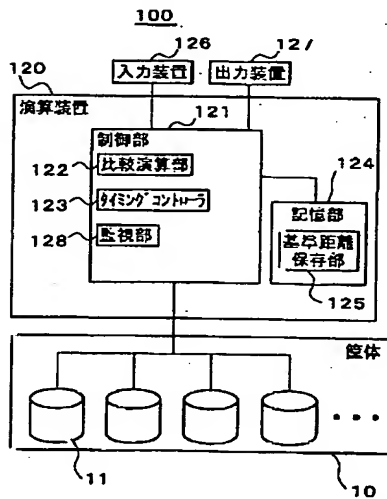 100
126
127
120
入力装置
出力装置
演算装置
121
制御部
122
比較演算部
124
123
タイミングコントローラ
記憶部
128
監視部
基準距離
保存部
125
筐体
11
10